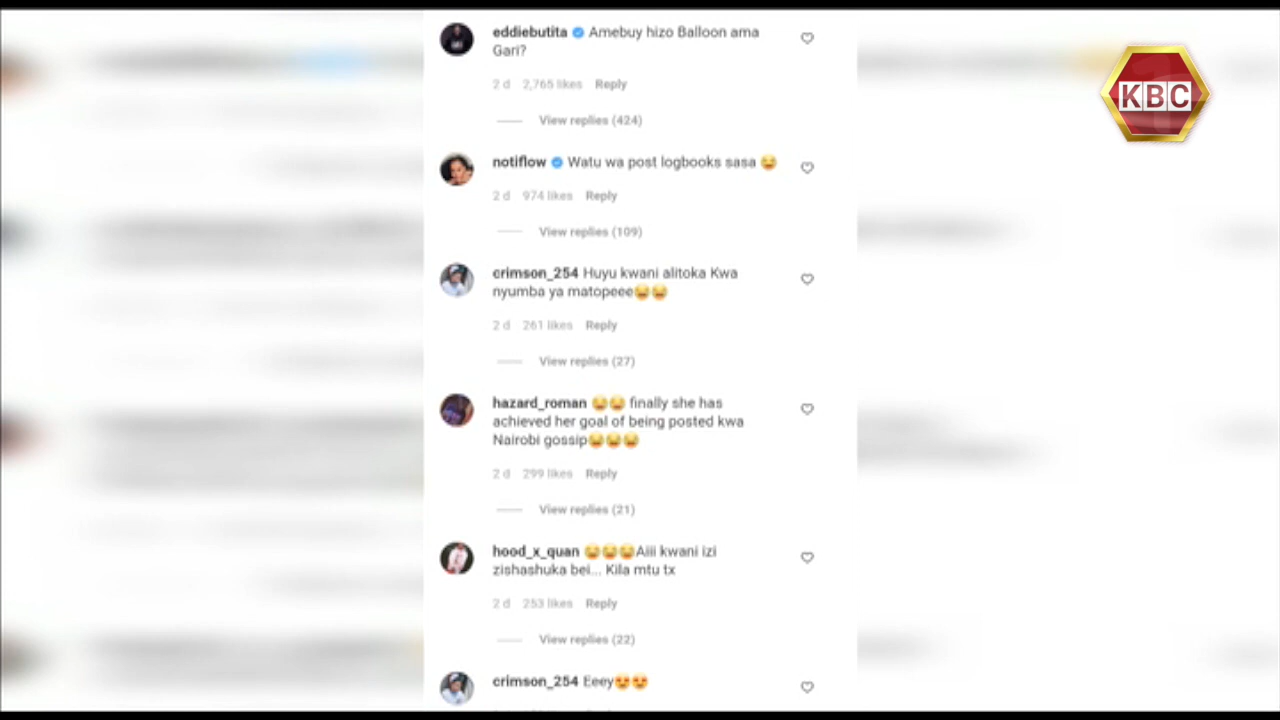 eddiebutita Amebuy hizo Balloon ama
Gari?
2 d 2,765 likes Reply
View replies (424)
notiflow Watu wa post logbooks sasa 😂
2 d 974 likes Reply
View replies (109)
crimson_254 Huyu kwani alitoka Kwa
nyumba ya matopeee😂😂
2 d 261 likes Reply
View replies (27)
hazard_roman 😂😂 finally she has
achieved her goal of being posted kwa
Nairobi gossip😂😂😂
2 d 299 likes Reply
View replies (21)
hood_x_quan 😂😂😂Aiii kwani izi
zishashuka bei... Kila mtu tx
2 d 253 likes Reply
View replies (22)
crimson_254 Eeey😍😍
KBC